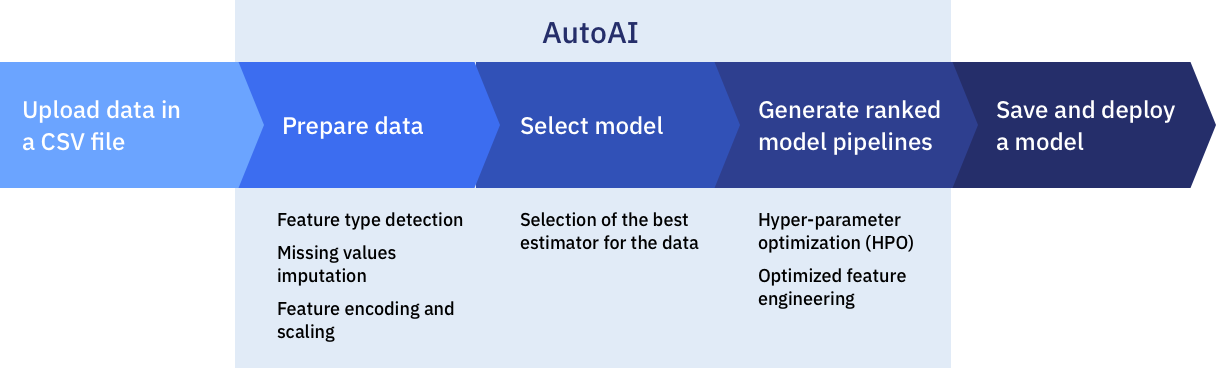 AutoAI
Upload data in
a CSV file
Prepare data
Select model
Generate ranked
model pipelines
Save and deploy
a model
Feature type detection
Missing values
imputation
Feature encoding and
scaling
Selection of the best
estimator for the data
Hyper-parameter
optimization (HPO)
Optimized feature
engineering